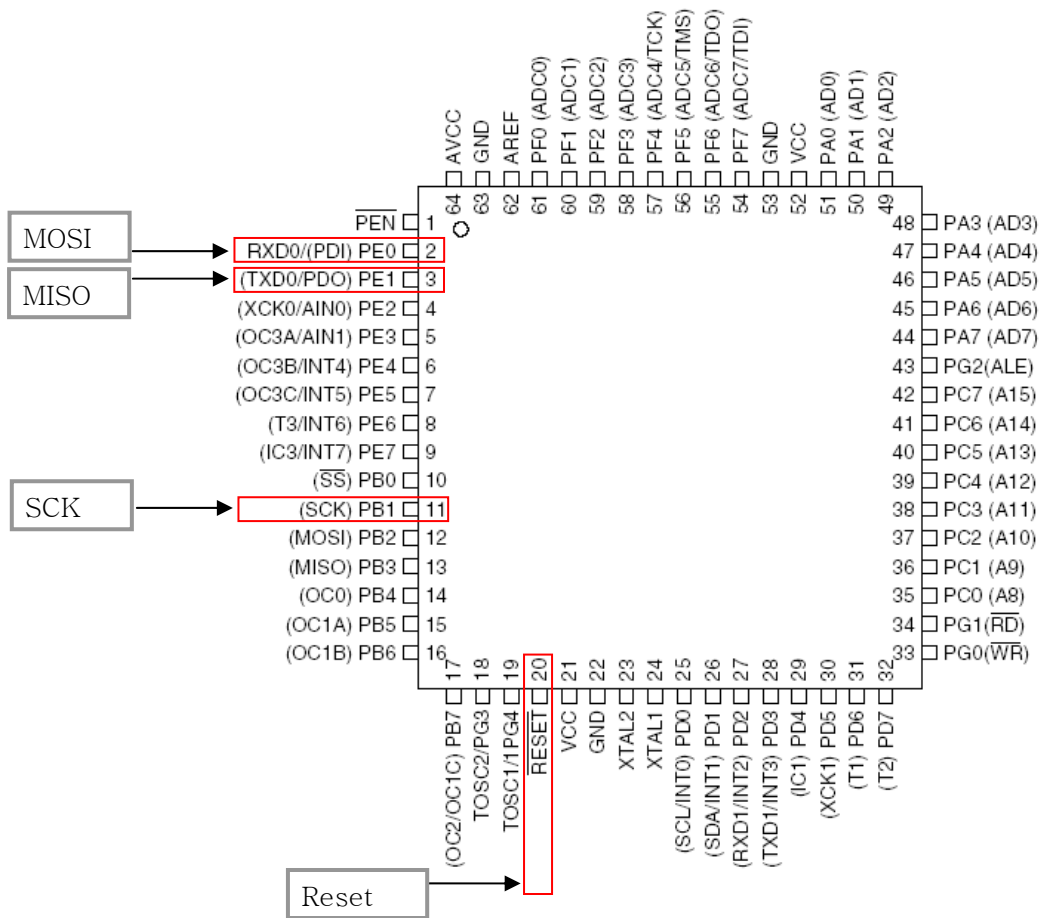 AVCC
GND
AREF
PF0 (ADC0)
PF1 (ADC1)
PF2 (ADC2)
PF3 (ADC3)
PF4 (ADC4/TCK)
PF5 (ADC5/TMS)
PF6 (ADC6/TDO)
PF7 (ADC7/TDI)
GND
VCC
PA0 (AD0)
PA1 (AD1)
PA2 (AD2)
64
63
62
61
60
59
58
57
56
55
54
53
52
51
50
49
MOSI
MISO
SCK
Reset
PEN 1
RXD0/(PDI) PE0 2
(TXD0/PDO) PE1 3
(XCK0/AIN0) PE2 4
(OC3A/AIN1) PE3 5
(OC3B/INT4) PE4 6
(OC3C/INT5) PE5 7
(T3/INT6) PE6 8
(IC3/INT7) PE7 9
(SS) PB0 10
(SCK) PB1 11
(MOSI) PB2 12
(MISO) PB3 13
(OC0) PB4 14
(OC1A) PB5 15
(OC1B) PB6 16
48 PA3 (AD3)
47 PA4 (AD4)
46 PA5 (AD5)
45 PA6 (AD6)
44 PA7 (AD7)
43 PG2(ALE)
42 PC7 (A15)
41 PC6 (A14)
40 PC5 (A13)
39 PC4 (A12)
38 PC3 (A11)
37 PC2 (A10)
36 PC1 (A9)
35 PC0 (A8)
34 PG1(RD)
33 PG0(WR)
17
18
19
20
21
22
23
24
25
26
27
28
29
30
31
32
(OC2/OC1C) PB7
TOSC2/PG3
TOSC1/1PG4
RESET
VCC
GND
XTAL2
XTAL1
(SCL/INT0) PD0
(SDA/INT1) PD1
(RXD1/INT2) PD2
(TXD1/INT3) PD3
(IC1) PD4
(XCK1) PD5
(T1) PD6
(T2) PD7